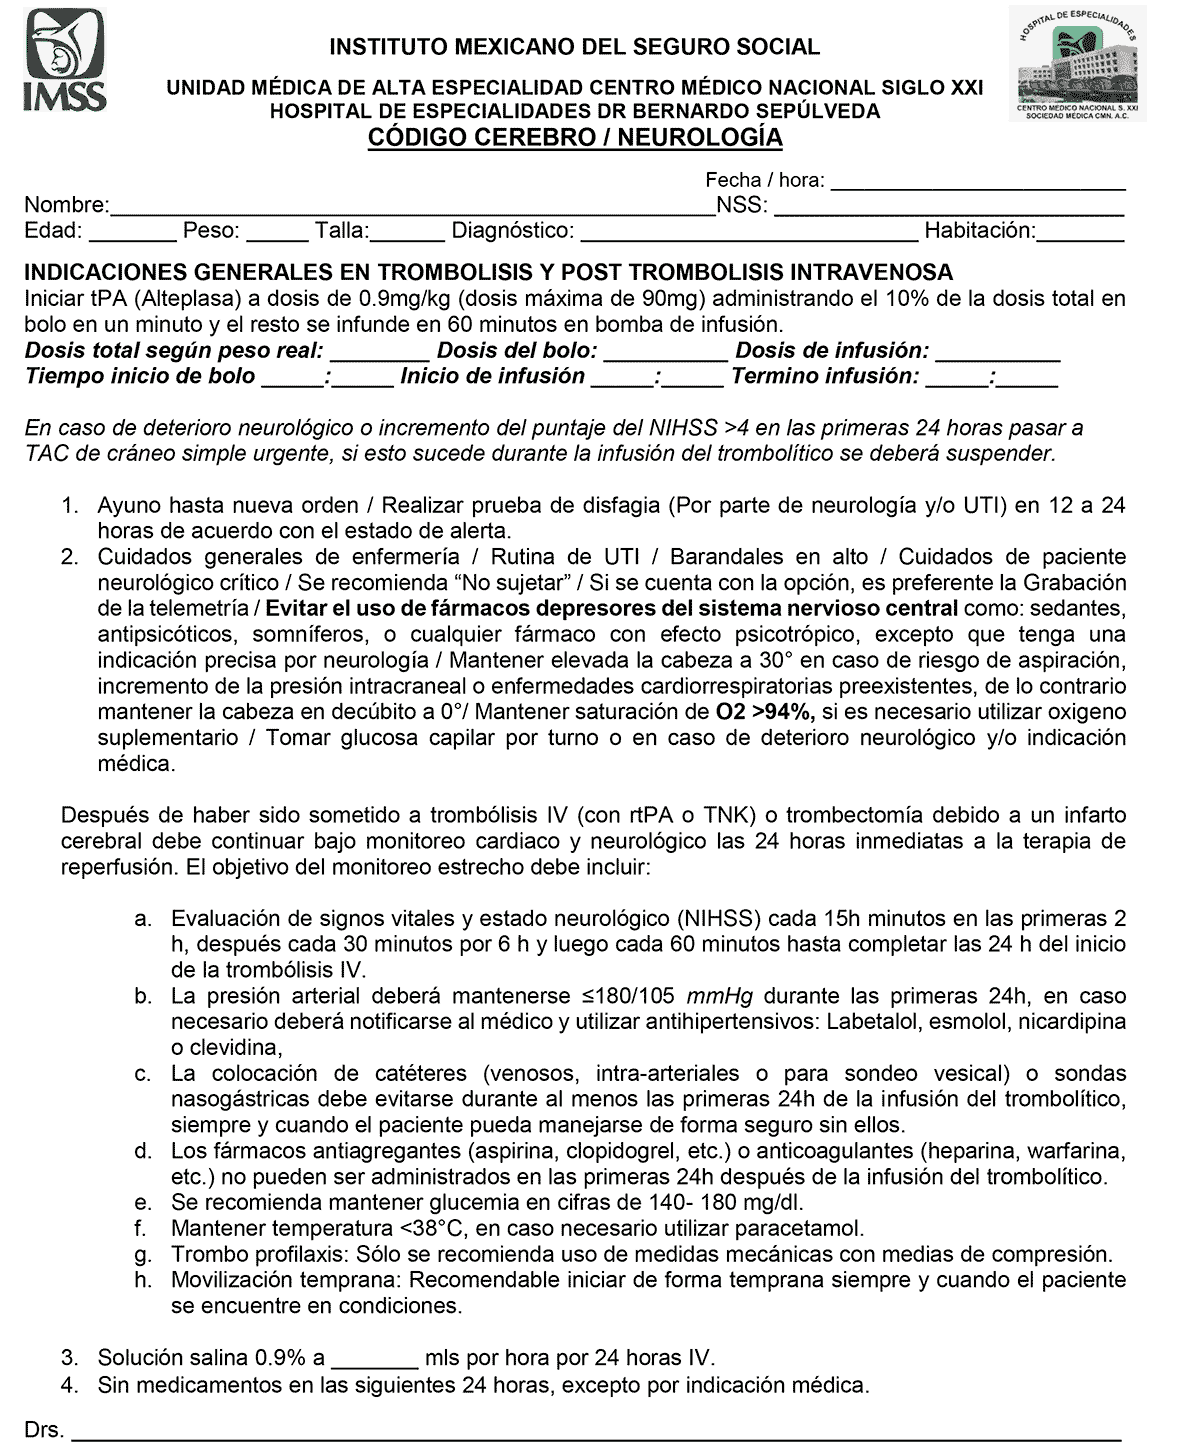 IMSS
HOSPITAL DE ESPECIALIDADES
CENTRO MEDICO NACIONAL S. XXI
SOCIEDAD MÉDICA CMN. A.C.
INSTITUTO MEXICANO DEL SEGURO SOCIAL
UNIDAD MÉDICA DE ALTA ESPECIALIDAD CENTRO MÉDICO NACIONAL SIGLO XXI
HOSPITAL DE ESPECIALIDADES DR BERNARDO SEPÚLVEDA
CÓDIGO CEREBRO / NEUROLOGÍA
Fecha / hora: ________________________
Nombre:________________________________________________NSS: ____________________________
Edad: _______ Peso: _____ Talla:______ Diagnóstico: ___________________________ Habitación:_______
INDICACIONES GENERALES EN TROMBOLISIS Y POST TROMBOLISIS INTRAVENOSA
Iniciar tPA (Alteplasa) a dosis de 0.9mg/kg (dosis máxima de 90mg) administrando el 10% de la dosis total en
bolo en un minuto y el resto se infunde en 60 minutos en bomba de infusión.
Dosis total según peso real: ________ Dosis del bolo: __________ Dosis de infusión: __________
Tiempo inicio de bolo _____:_____ Inicio de infusión _____:_____ Termino infusión: _____:_____
En caso de deterioro neurológico o incremento del puntaje del NIHSS >4 en las primeras 24 horas pasar a
TAC de cráneo simple urgente, si esto sucede durante la infusión del trombolítico se deberá suspender.
1. Ayuno hasta nueva orden / Realizar prueba de disfagia (Por parte de neurología y/o UTI) en 12 a 24
horas de acuerdo con el estado de alerta.
2. Cuidados generales de enfermería / Rutina de UTI / Barandales en alto / Cuidados de paciente
neurológico crítico / Se recomienda “No sujetar” / Si se cuenta con la opción, es preferente la Grabación
de la telemetría / Evitar el uso de fármacos depresores del sistema nervioso central como: sedantes,
antipsicóticos, somníferos, o cualquier fármaco con efecto psicotrópico, excepto que tenga una
indicación precisa por neurología / Mantener elevada la cabeza a 30° en caso de riesgo de aspiración,
incremento de la presión intracraneal o enfermedades cardiorrespiratorias preexistentes, de lo contrario
mantener la cabeza en decúbito a 0°/ Mantener saturación de O2 >94%, si es necesario utilizar oxigeno
suplementario / Tomar glucosa capilar por turno o en caso de deterioro neurológico y/o indicación
médica.
Después de haber sido sometido a trombólisis IV (con rtPA o TNK) o trombectomía debido a un infarto
cerebral debe continuar bajo monitoreo cardiaco y neurológico las 24 horas inmediatas a la terapia de
reperfusión. El objetivo del monitoreo estrecho debe incluir:
a. Evaluación de signos vitales y estado neurológico (NIHSS) cada 15h minutos en las primeras 2
h, después cada 30 minutos por 6 h y luego cada 60 minutos hasta completar las 24 h del inicio
de la trombólisis IV.
b. La presión arterial deberá mantenerse ≤180/105 mmHg durante las primeras 24h, en caso
necesario deberá notificarse al médico y utilizar antihipertensivos: Labetalol, esmolol, nicardipina
o clevidina,
c. La colocación de catéteres (venosos, intra-arteriales o para sondeo vesical) o sondas
nasogástricas debe evitarse durante al menos las primeras 24h de la infusión del trombolítico,
siempre y cuando el paciente pueda manejarse de forma seguro sin ellos.
d. Los fármacos antiagregantes (aspirina, clopidogrel, etc.) o anticoagulantes (heparina, warfarina,
etc.) no pueden ser administrados en las primeras 24h después de la infusión del trombolítico.
e. Se recomienda mantener glucemia en cifras de 140- 180 mg/dl.
f. Mantener temperatura <38°C, en caso necesario utilizar paracetamol.
g. Trombo profilaxis: Sólo se recomienda uso de medidas mecánicas con medias de compresión.
h. Movilización temprana: Recomendable iniciar de forma temprana siempre y cuando el paciente
se encuentre en condiciones.
3. Solución salina 0.9% a _______ mls por hora por 24 horas IV.
4. Sin medicamentos en las siguientes 24 horas, excepto por indicación médica.
Drs. ____________________________________________________________________________________